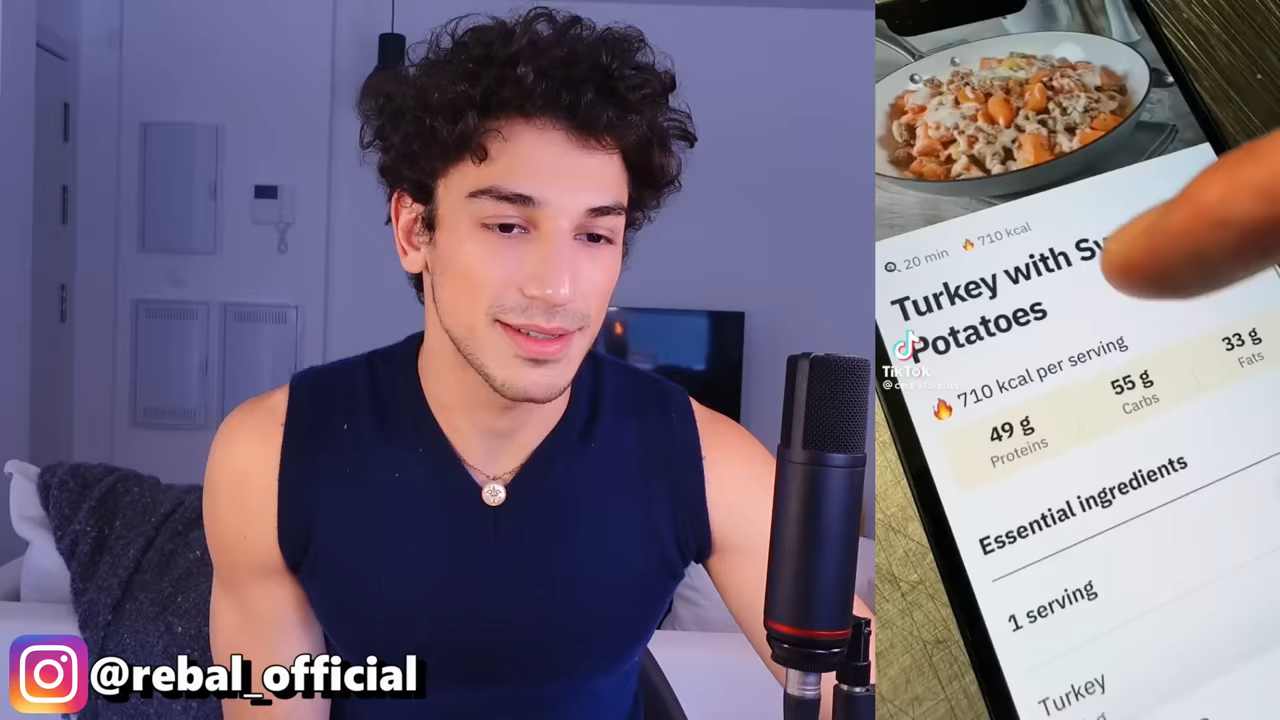 20 min 🔥 710 kcal
Turkey with
Potatoes
🔥 710 kcal per serving
49 g
Proteins
55 g
Carbs
33 g
Fats
Essential ingredients
1 serving
Turkey
TikTok
@rebal_official